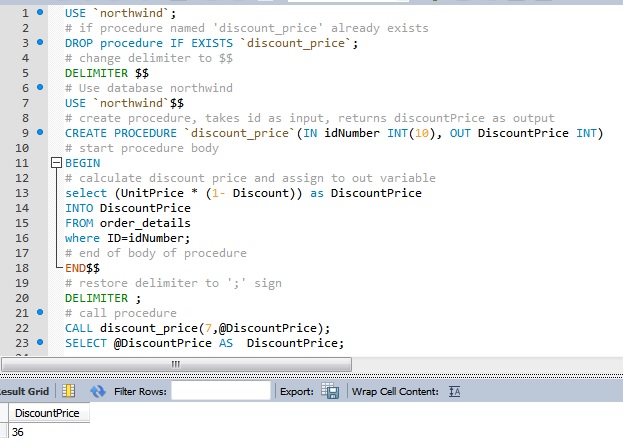 1 USE `northwind`;
2 # if procedure named 'discount_price' already exists
3 DROP procedure IF EXISTS `discount_price`;
4 # change delimiter to $$
5 DELIMITER $$
6 # Use database northwind
7 USE `northwind`$$
8 # create procedure, takes id as input, returns discountPrice as output
9 CREATE PROCEDURE `discount_price`(IN idNumber INT(10), OUT DiscountPrice INT)
10 # start procedure body
11 BEGIN
12 # calculate discount price and assign to out variable
13 select (UnitPrice * (1- Discount)) as DiscountPrice
14 INTO DiscountPrice
15 FROM order_details
16 where ID=idNumber;
17 # end of body of procedure
18 END$$
19 # restore delimiter to ';' sign
20 DELIMITER ;
21 # call procedure
22 CALL discount_price(7,@DiscountPrice);
23 SELECT @DiscountPrice AS  DiscountPrice;
esult Grid Filter Rows: Export: Wrap Cell Content:
DiscountPrice
36